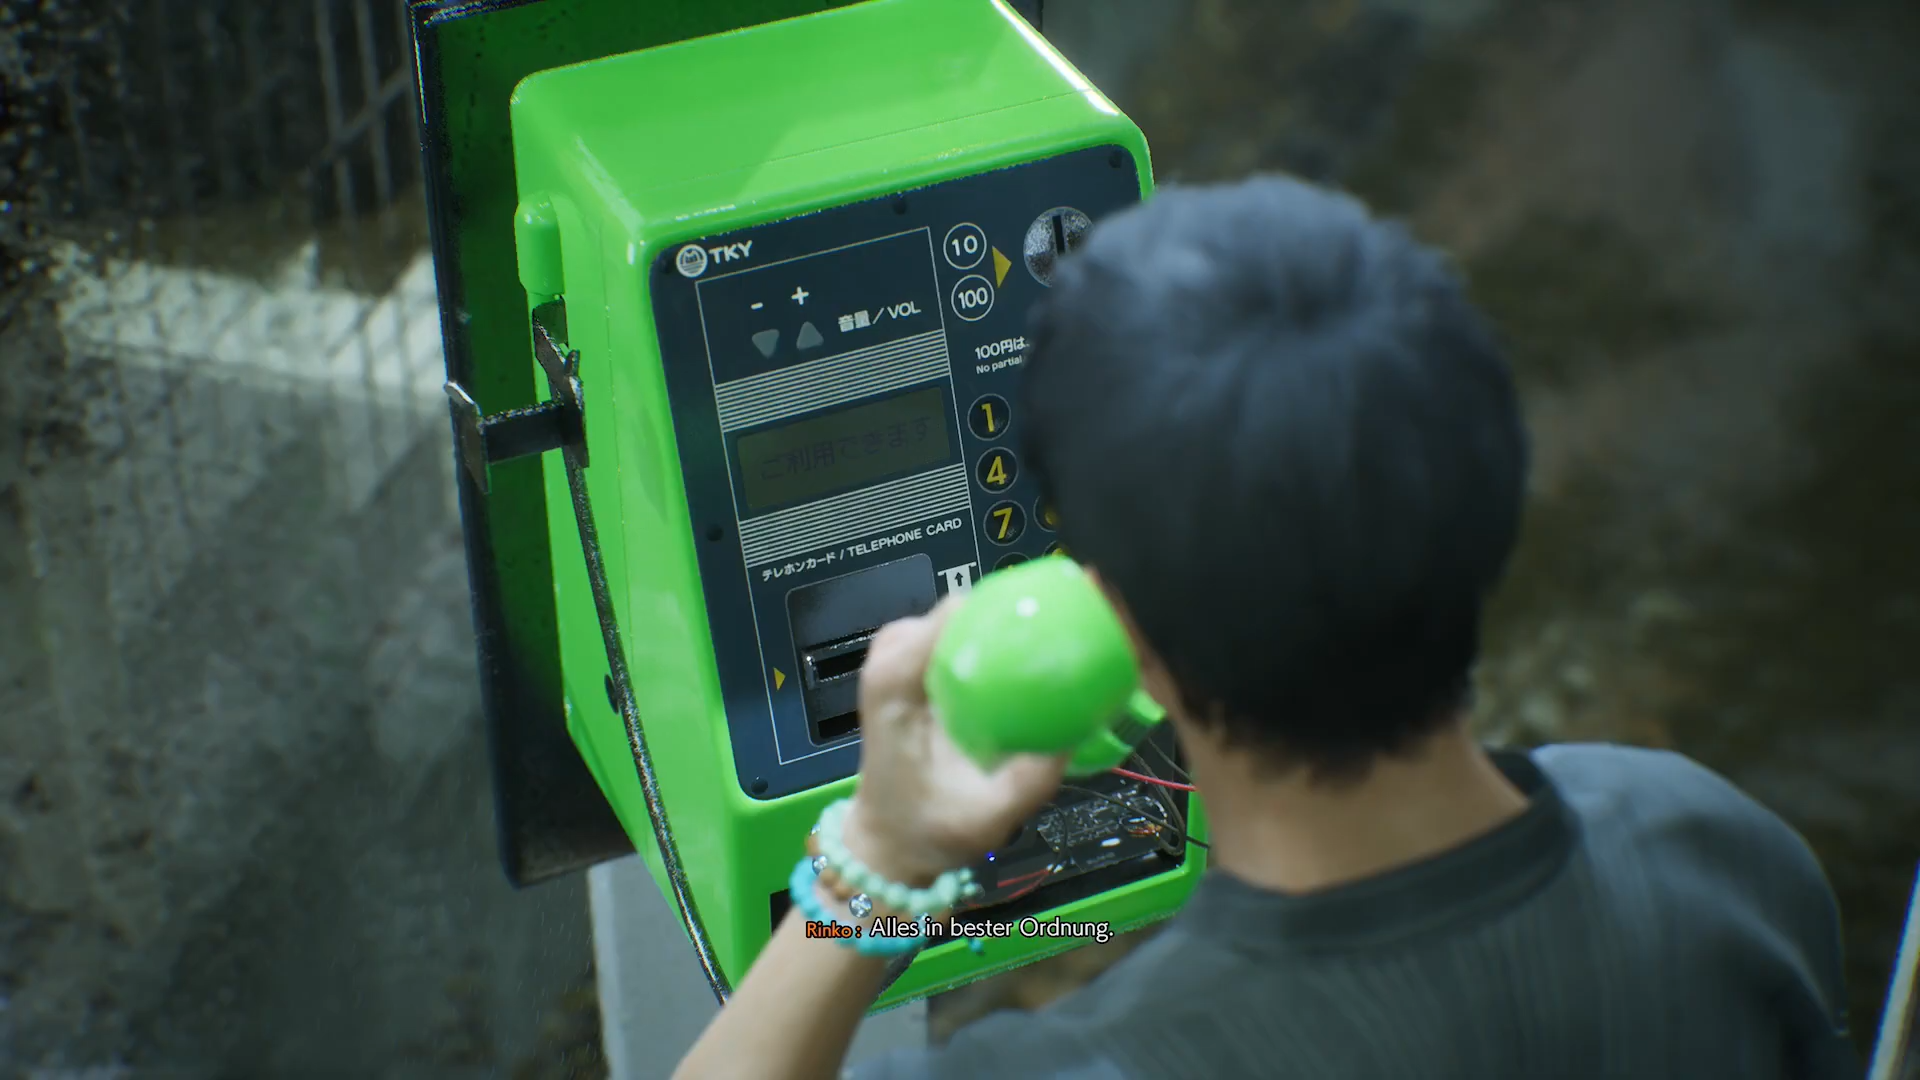 TKY
- +
音量/VOL
10
100
100円は
No partial
ご利用できます
1
4
7
テレホンカード/TELEPHONE CARD
Rinko: Alles in bester Ordnung.